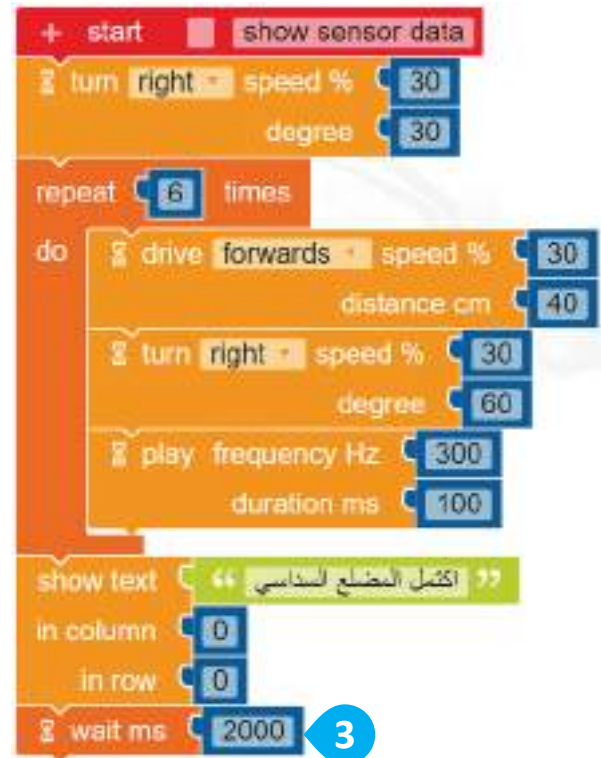 + start show sensor data
turn right speed % 30
degree 30
repeat 6 times
do drive forwards speed % 30
distance cm 40
turn right speed % 30
degree 60
play frequency Hz 300
duration ms 100
show text “ اكتمل المضلع السداسي ”
in column 0
in row 0
wait ms 2000 3